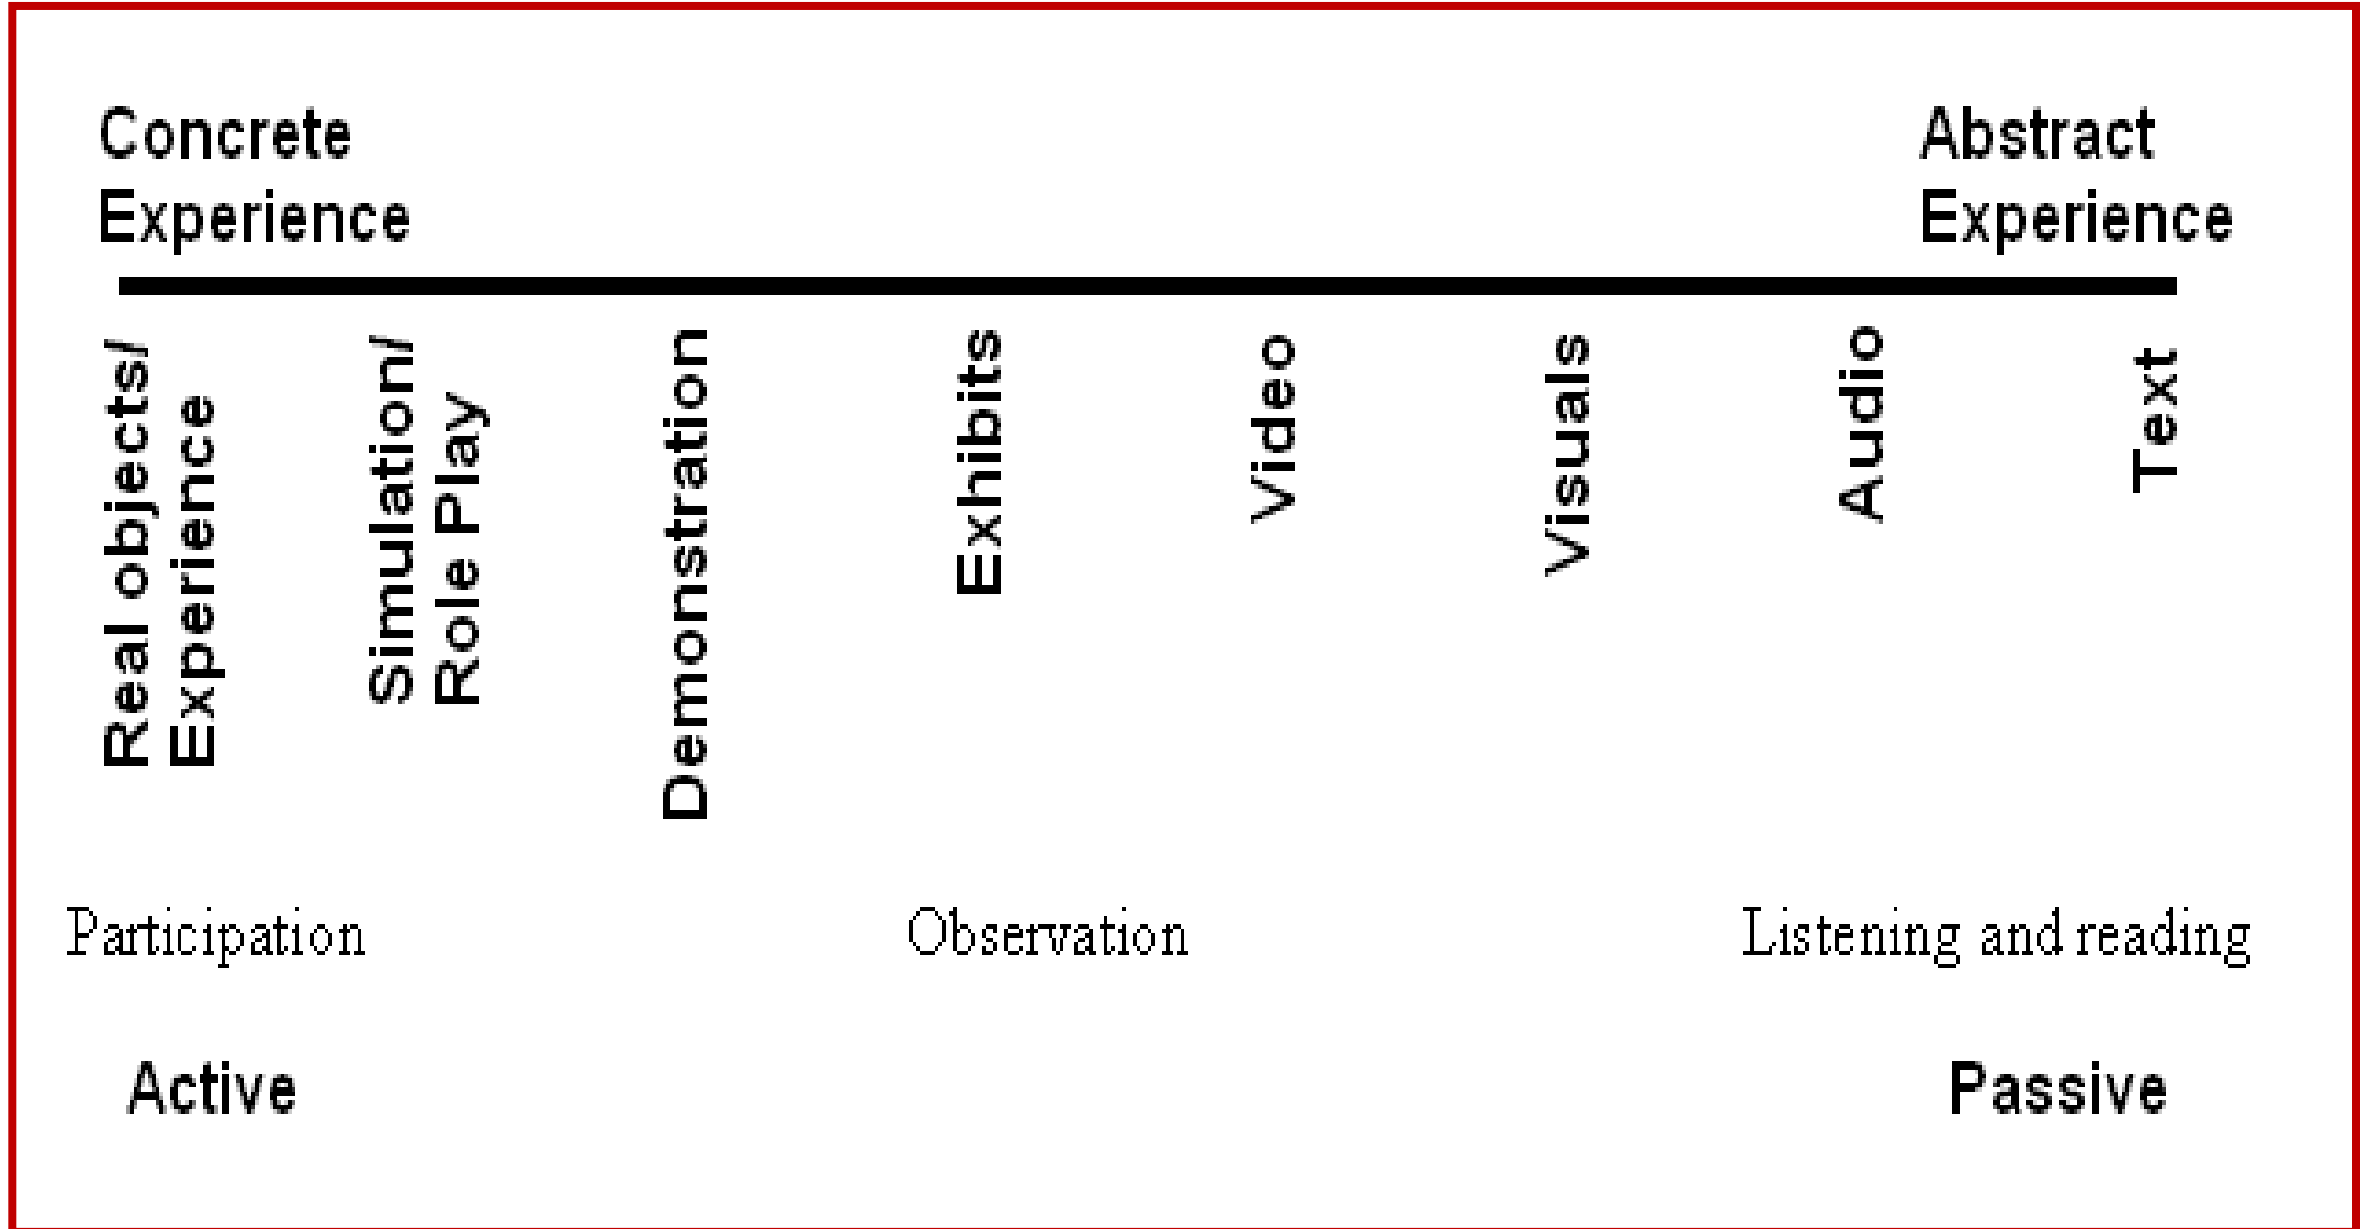 Concrete
Experience
Abstract
Experience
Real objects/
Experience
Simulation/
Role Play
Demonstration
Exhibits
Video
Visuals
Audio
Text
Participation
Observation
Listening and reading
Active
Passive